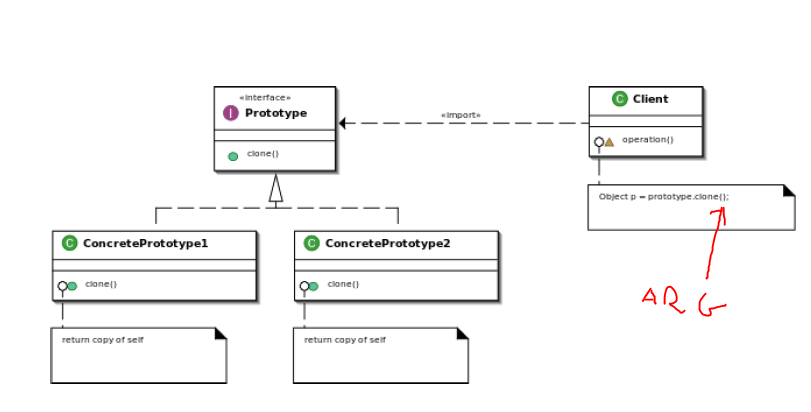 «interface»
I Prototype
clone()
«import»
C Client
operation()
Object p = prototype.clone();
ARG
C ConcretePrototype1
clone()
return copy of self
C ConcretePrototype2
clone()
return copy of self